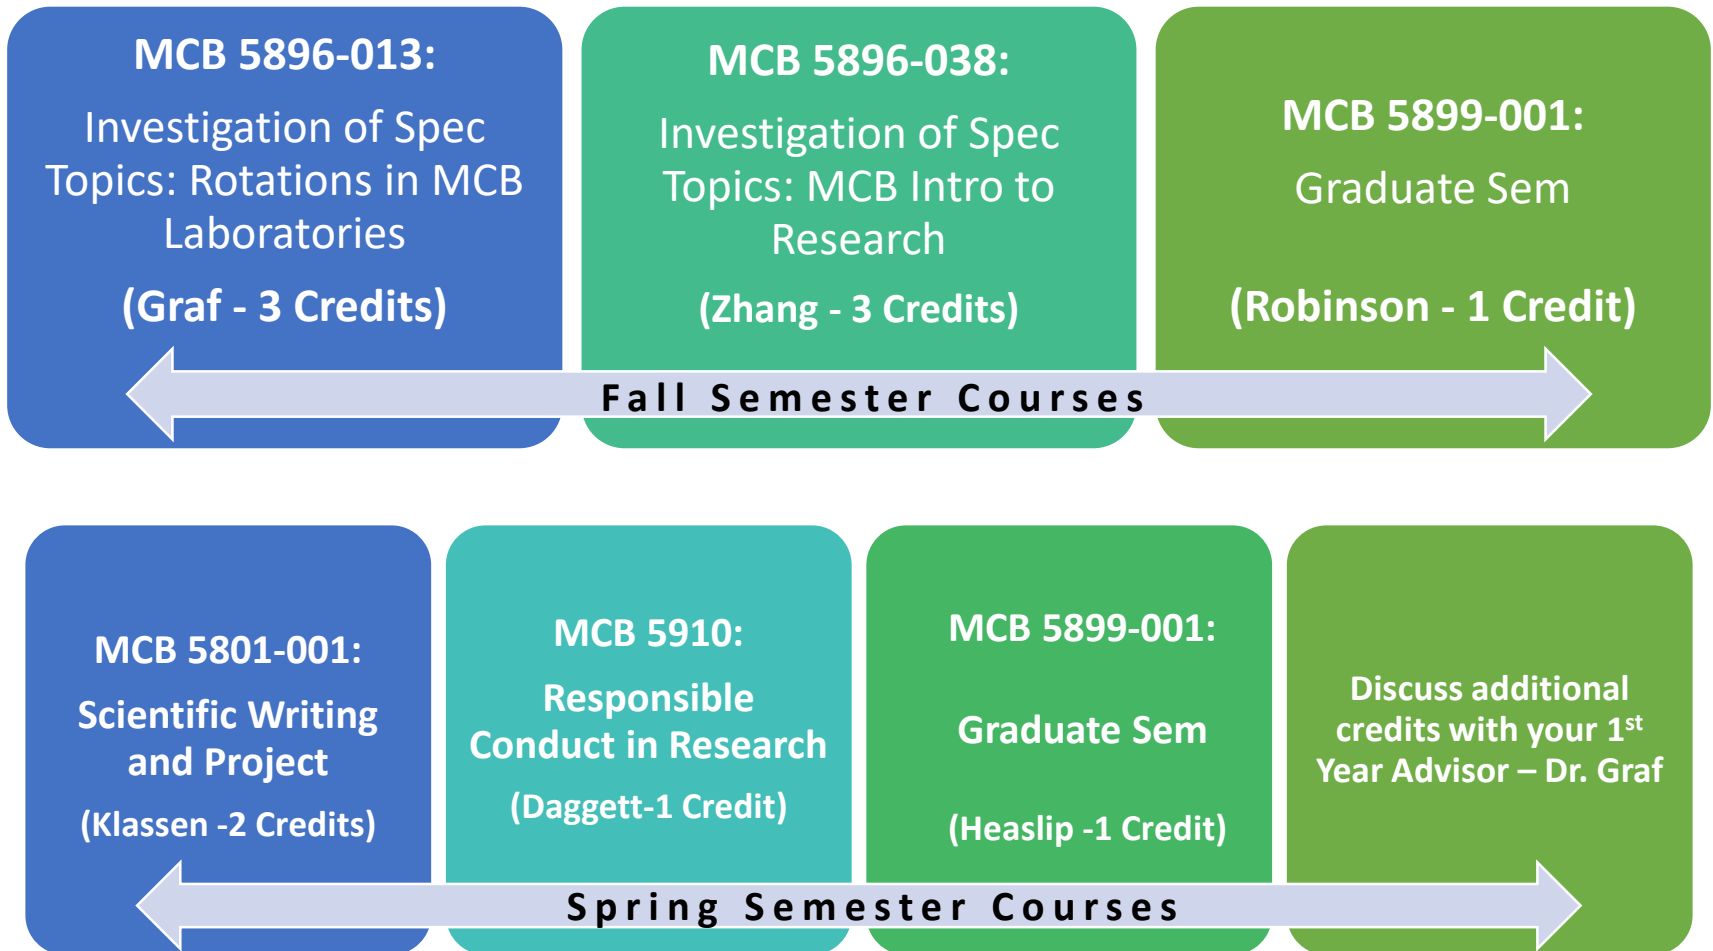 MCB 5896-013:
Investigation of Spec
Topics: Rotations in MCB
Laboratories
(Graf - 3 Credits)
MCB 5896-038:
Investigation of Spec
Topics: MCB Intro to
Research
(Zhang - 3 Credits)
MCB 5899-001:
Graduate Sem
(Robinson - 1 Credit)
Fall Semester Courses
MCB 5801-001:
Scientific Writing
and Project
(Klassen -2 Credits)
MCB 5910:
Responsible
Conduct in Research
(Daggett-1 Credit)
MCB 5899-001:
Graduate Sem
(Heaslip -1 Credit)
Discuss additional
credits with your 1st
Year Advisor – Dr. Graf
Spring Semester Courses